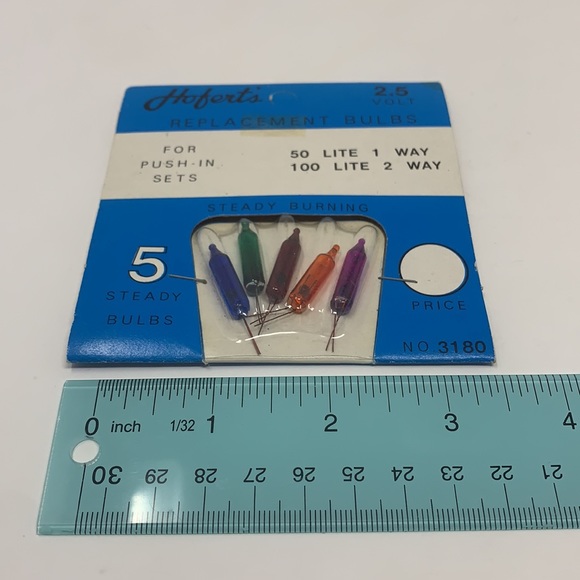 Hofert's
2.5
VOLT
REPLACEMENT BULBS
FOR
PUSH-IN
SETS
50 LITE 1 WAY
100 LITE 2 WAY
STEADY BURNING
5
STEADY
BULBS
PRICE
NO. 3180
0 inch 1/32 1 2 3 4
30 29 28 27 26 25 24 23 22 21